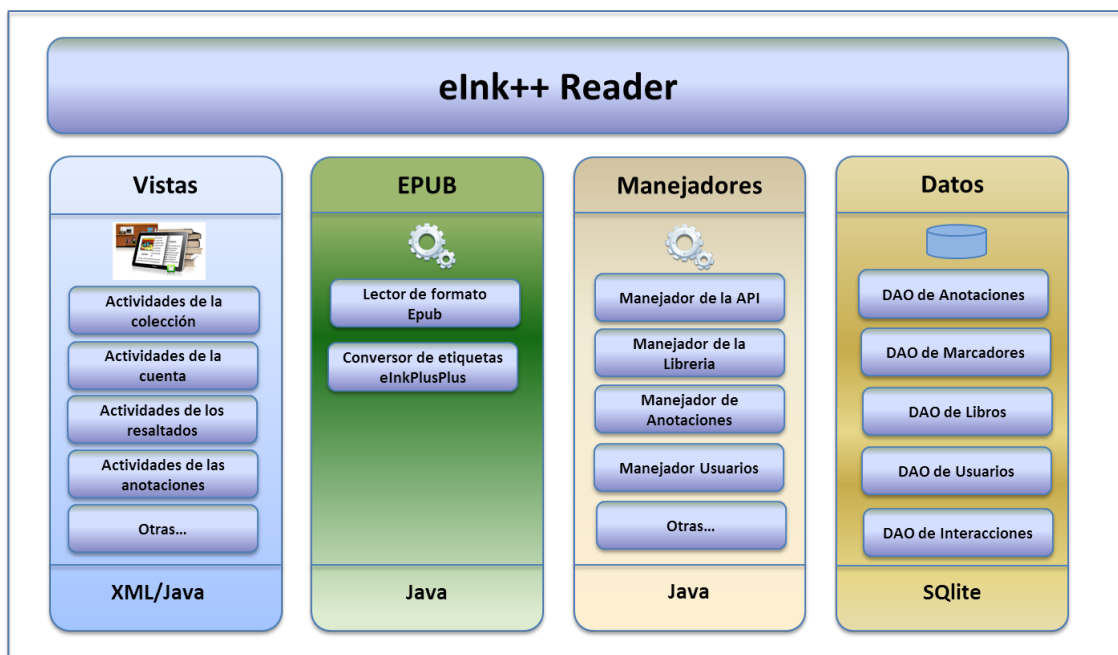 eInk++ Reader
Vistas
Actividades de la
colección
Actividades de la
cuenta
Actividades de los
resaltados
Actividades de las
anotaciones
Otras...
XML/Java
EPUB
Lector de formato
Epub
Conversor de etiquetas
eInkPlusPlus
Java
Manejadores
Manejador de la API
Manejador de la
Libreria
Manejador de
Anotaciones
Manejador Usuarios
Otras...
Java
Datos
DAO de Anotaciones
DAO de Marcadores
DAO de Libros
DAO de Usuarios
DAO de Interacciones
SQlite